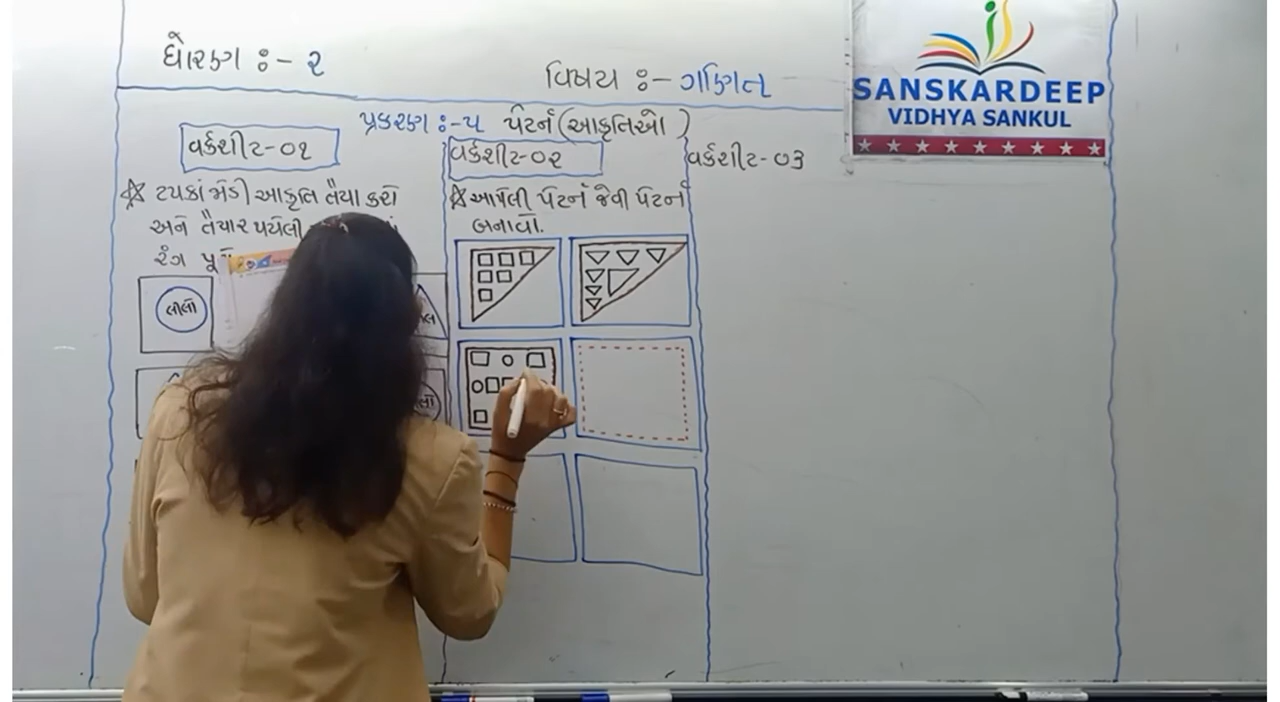 ધોરણ :- ૨
વિષય :- ગણિત
SANSKARDEEP
VIDHYA SANKUL
પ્રકરણ :- ૫ પેટર્ન (આકૃતિઓ)
વર્કશીટ-૦૧
ટપકાં જોડી આકૃતિ તૈયા કરો
અને તૈયાર
રંગ
લીલો
વર્કશીટ-૦૨
આપેલી પેટર્ન જેવી પેટર્ન
બનાવો.
વર્કશીટ-૦૩